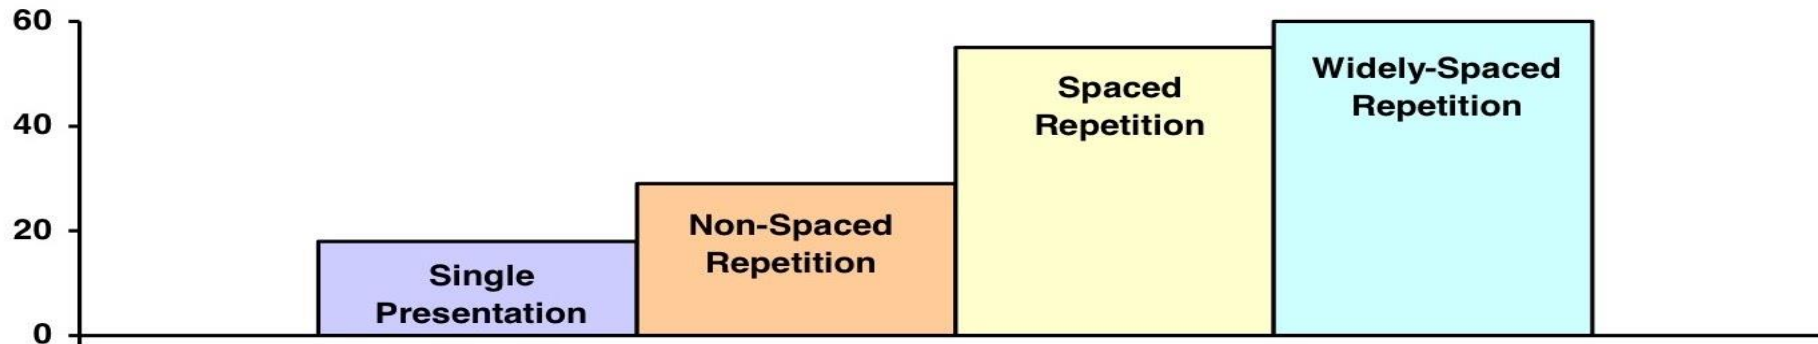 60
40
20
0
Single
Presentation
Non-Spaced
Repetition
Spaced
Repetition
Widely-Spaced
Repetition